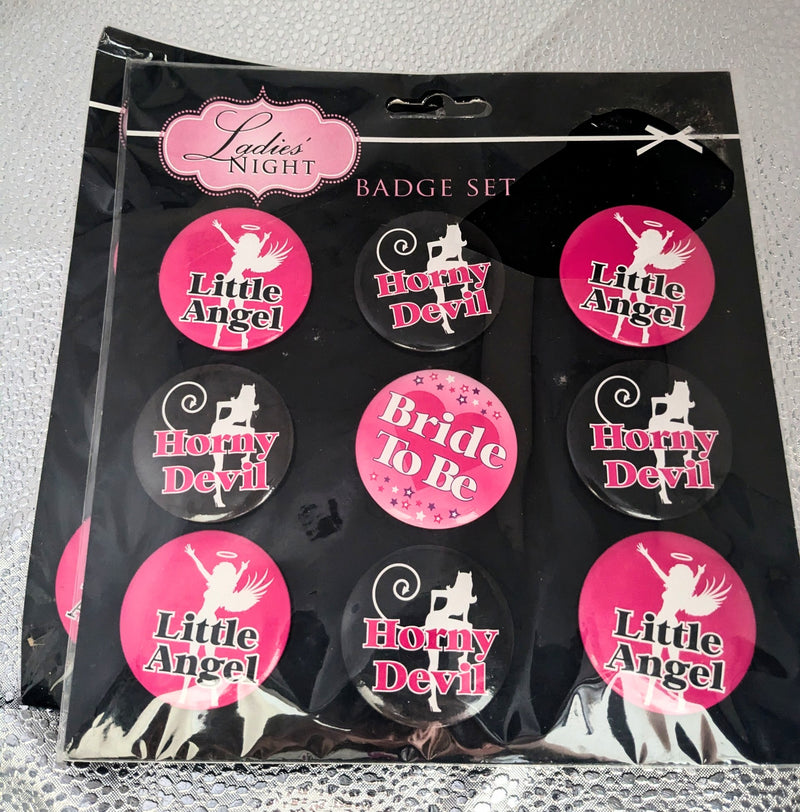 Ladies'
NIGHT
BADGE SET
Little
Angel
Horny
Devil
Little
Angel
Horny
Devil
Bride
To Be
Horny
Devil
Little
Angel
Horny
Devil
Little
Angel